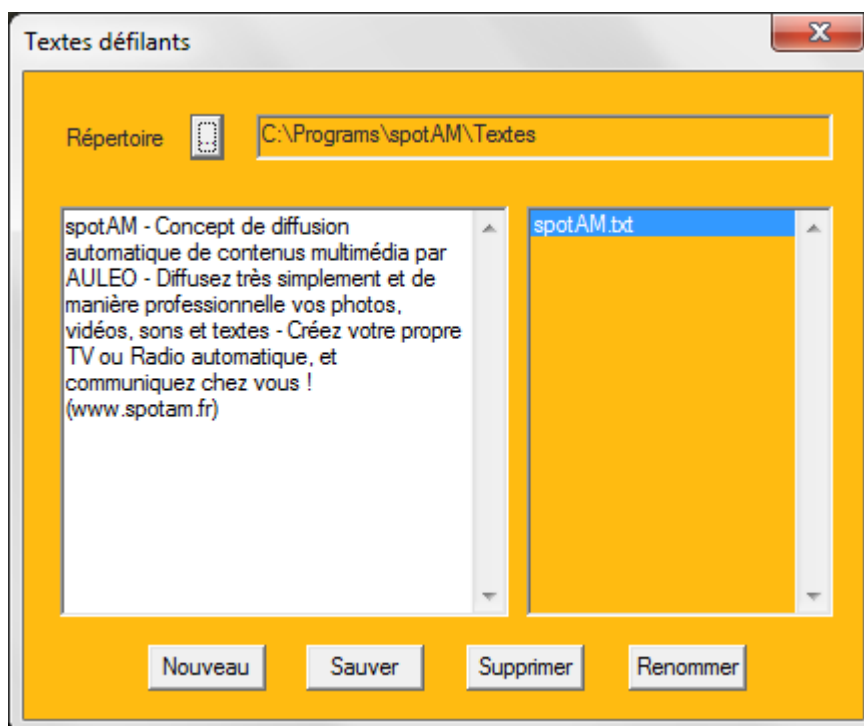 Textes défilants
Répertoire
...
C:\Programs\spotAM\Textes
spotAM - Concept de diffusion
automatique de contenus multimédia par
AULEO - Diffusez très simplement et de
manière professionnelle vos photos,
vidéos, sons et textes - Créez votre propre
TV ou Radio automatique, et
communiquez chez vous !
(www.spotam.fr)
spotAM.txt
Nouveau
Sauver
Supprimer
Renommer